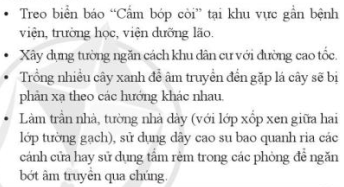 • Treo biển báo “Cấm bóp còi” tại khu vực gần bệnh
viện, trường học, viện dưỡng lão.
• Xây dựng tường ngăn cách khu dân cư với đường cao tốc.
• Trồng nhiều cây xanh để âm truyền đến gặp lá cây sẽ bị
phản xạ theo các hướng khác nhau.
• Làm trần nhà, tường nhà dày (với lớp xốp xen giữa hai
lớp tường gạch), sử dụng dây cao su bao quanh rìa các
cánh cửa hay sử dụng tấm rèm trong các phòng để ngăn
bớt âm truyền qua chúng.